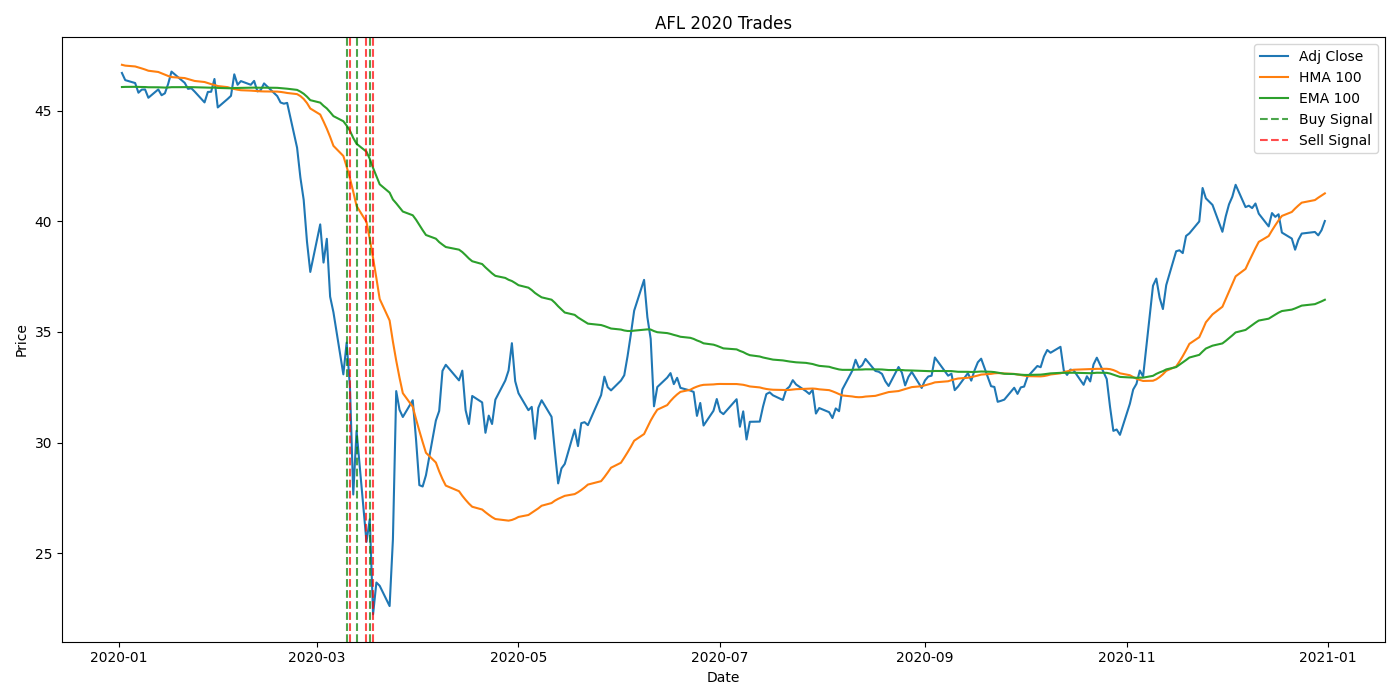 AFL 2020 Trades
Adj Close
HMA 100
EMA 100
Buy Signal
Sell Signal
Price
45
40
35
30
25
2020-01
2020-03
2020-05
2020-07
2020-09
2020-11
2021-01
Date